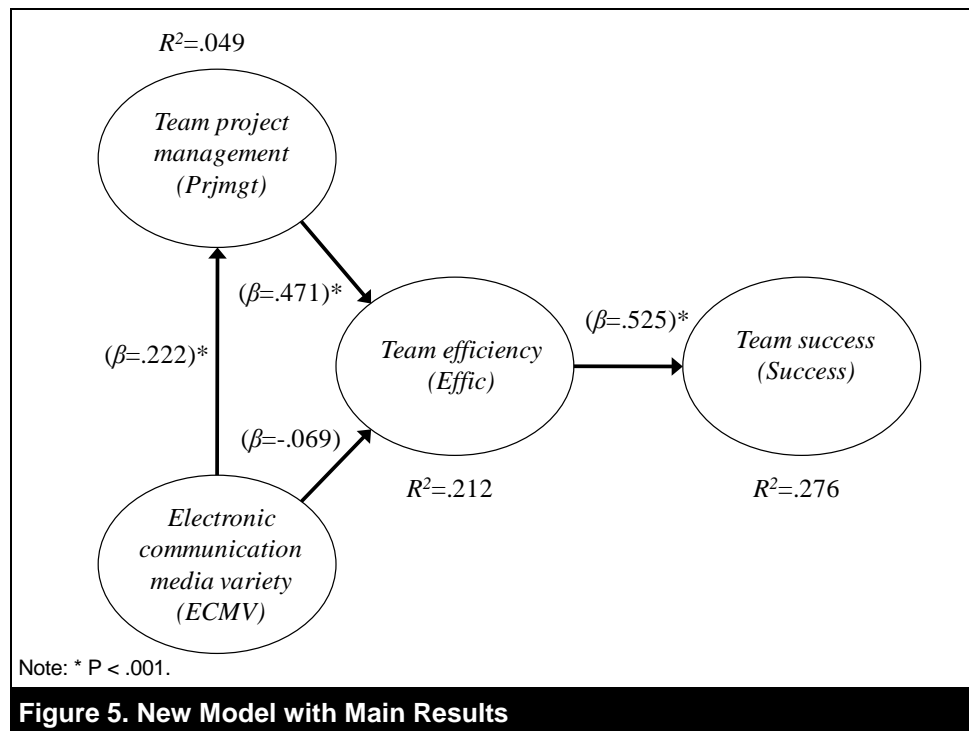 R²=.049
Team project
management
(Prjmgt)
(β=.471)*
(β=.525)*
(β=.222)*
Team efficiency
(Effic)
Team success
(Success)
(β=-.069)
R²=.212
R²=.276
Electronic
communication
media variety
(ECMV)
Note: * P < .001.
Figure 5. New Model with Main Results